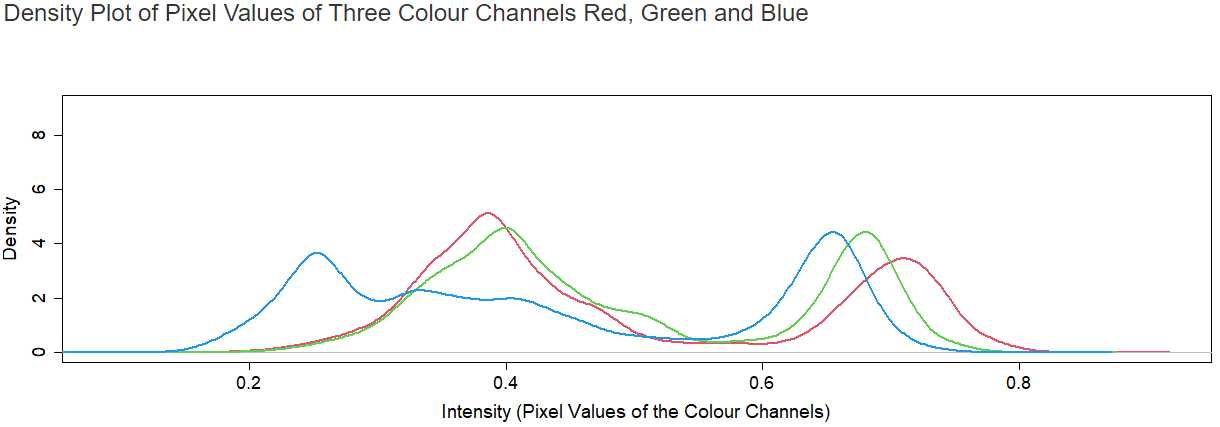 Density Plot of Pixel Values of Three Colour Channels Red, Green and Blue
Density
8
6
4
2
0
0.2 0.4 0.6 0.8
Intensity (Pixel Values of the Colour Channels)